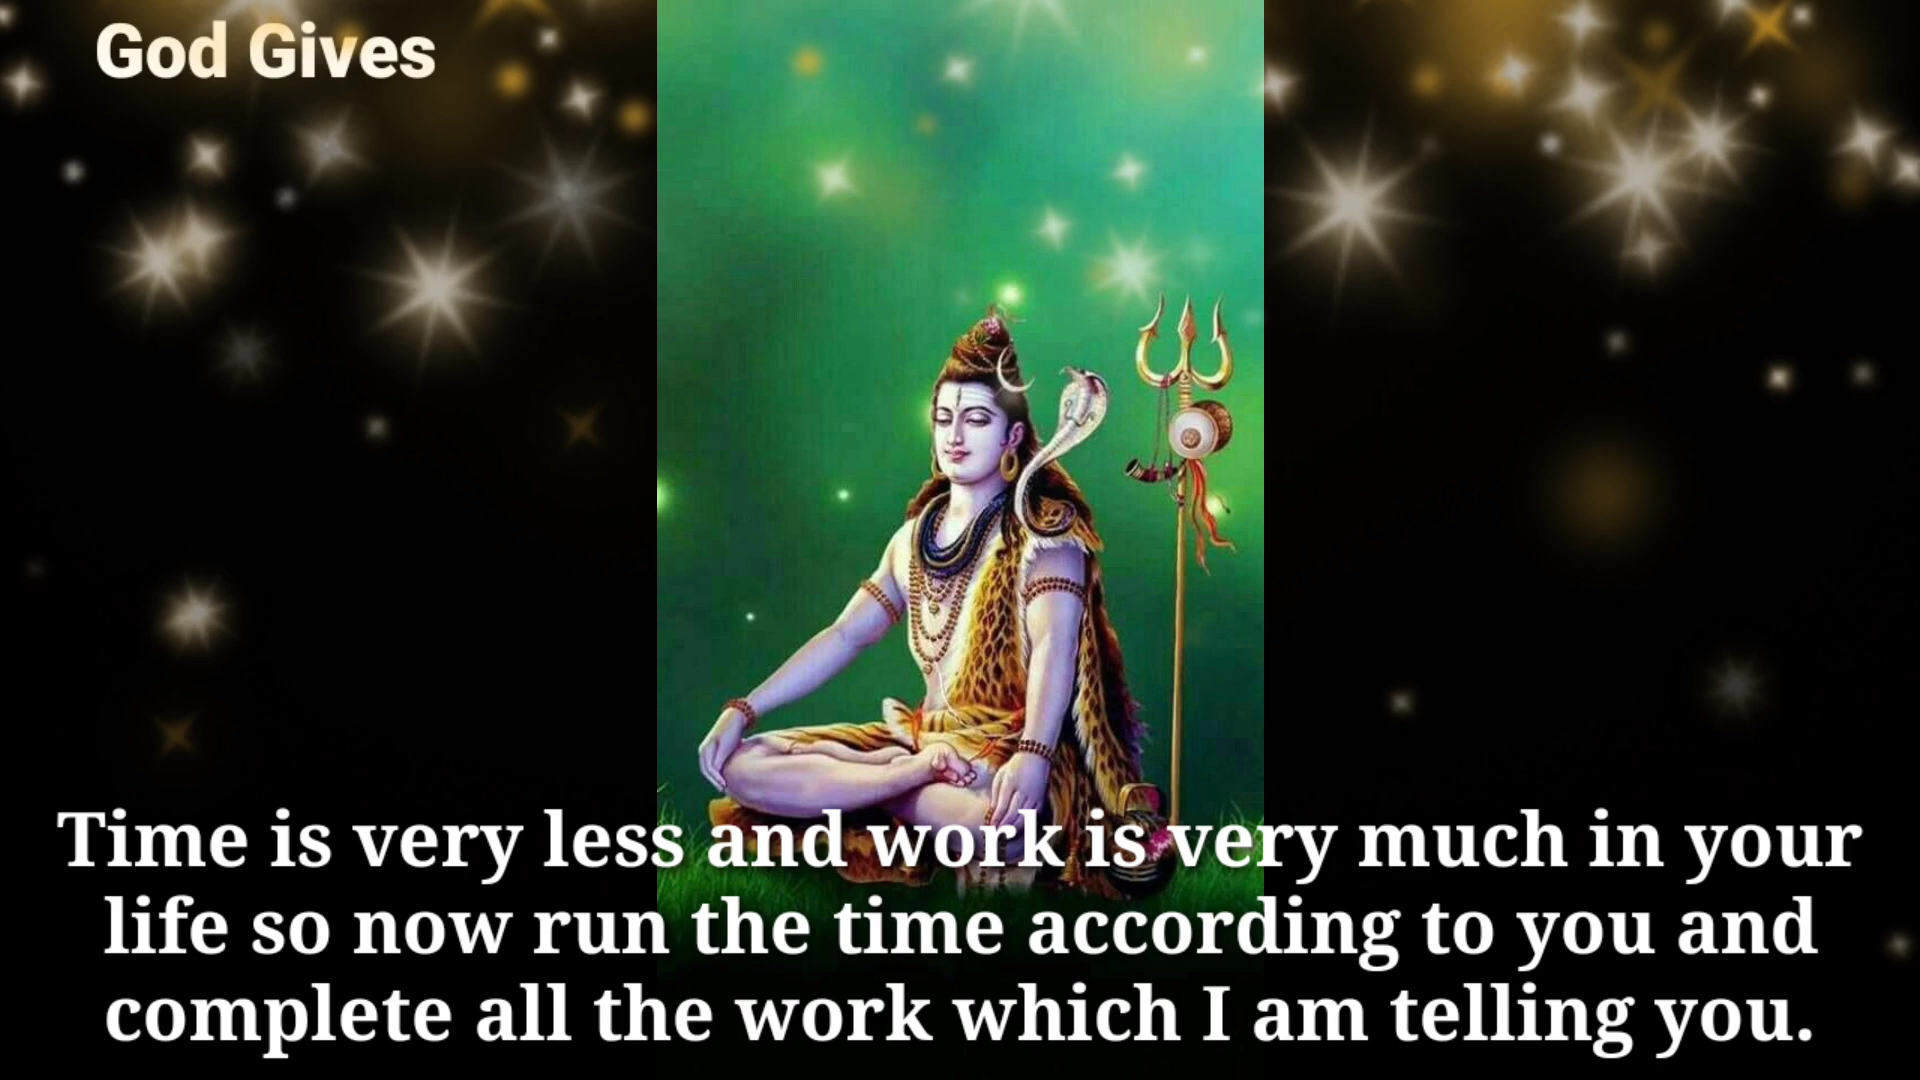 God Gives
Time is very less and work is very much in your
life so now run the time according to you and
complete all the work which I am telling you.